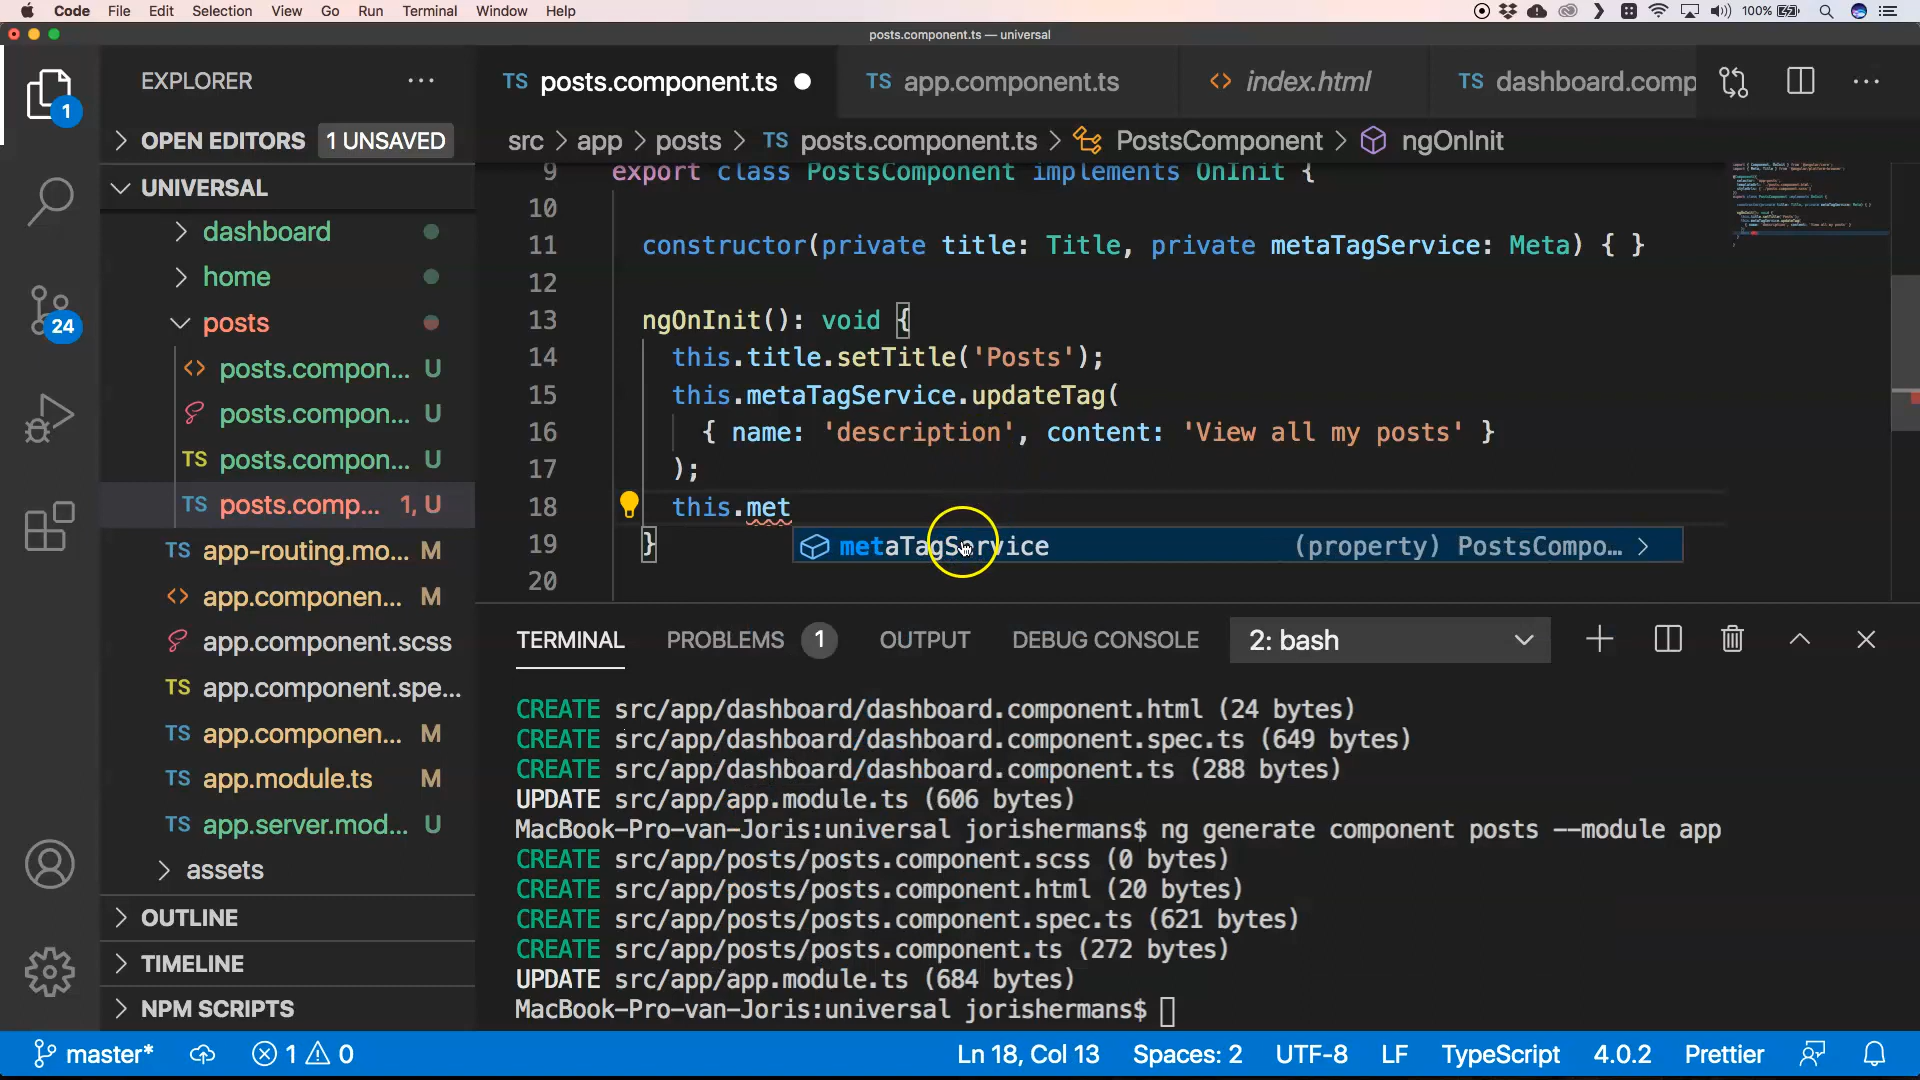 Code File Edit Selection View Go Run Terminal Window Help 100%
posts.component.ts — universal
EXPLORER ···
TS posts.component.ts TS app.component.ts <> index.html TS dashboard.comp
1
OPEN EDITORS 1 UNSAVED
src > app > posts > TS posts.component.ts > PostsComponent > ngOnInit
UNIVERSAL
dashboard
home
posts
<> posts.compon... U
posts.compon... U
TS posts.compon... U
TS posts.comp... 1, U
TS app-routing.mo... M
<> app.componen... M
app.component.scss
TS app.component.spe...
TS app.componen... M
TS app.module.ts M
TS app.server.mod... U
assets
OUTLINE
TIMELINE
NPM SCRIPTS
24
9 export class PostsComponent implements OnInit {
10
11 constructor(private title: Title, private metaTagService: Meta) { }
12
13 ngOnInit(): void {
14 this.title.setTitle('Posts');
15 this.metaTagService.updateTag(
16 { name: 'description', content: 'View all my posts' }
17 );
18 this.met
19 }
metaTagService (property) PostsCompo...
20
TERMINAL PROBLEMS 1 OUTPUT DEBUG CONSOLE 2: bash
CREATE src/app/dashboard/dashboard.component.html (24 bytes)
CREATE src/app/dashboard/dashboard.component.spec.ts (649 bytes)
CREATE src/app/dashboard/dashboard.component.ts (288 bytes)
UPDATE src/app/app.module.ts (606 bytes)
MacBook-Pro-van-Joris:universal jorishermans$ ng generate component posts --module app
CREATE src/app/posts/posts.component.scss (0 bytes)
CREATE src/app/posts/posts.component.html (20 bytes)
CREATE src/app/posts/posts.component.spec.ts (621 bytes)
CREATE src/app/posts/posts.component.ts (272 bytes)
UPDATE src/app/app.module.ts (684 bytes)
MacBook-Pro-van-Joris:universal jorishermans$
master* 1 0 Ln 18, Col 13 Spaces: 2 UTF-8 LF TypeScript 4.0.2 Prettier